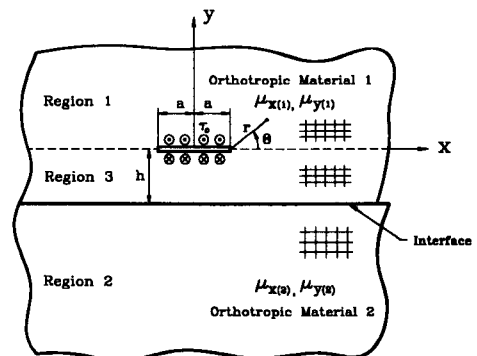 y
Orthotropic Material 1
Region 1
μx(1), μy(1)
a a
τo
r
θ
x
Region 3
h
Interface
Region 2
μx(2), μy(2)
Orthotropic Material 2